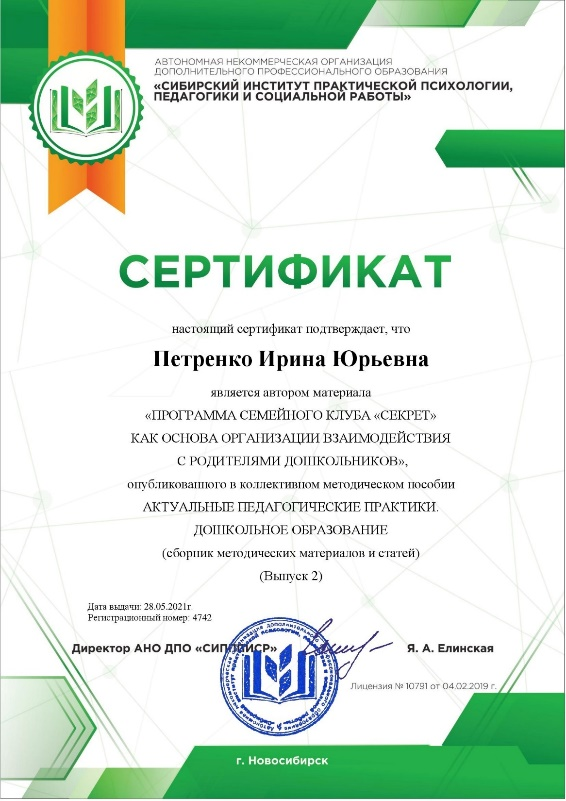 АВТОНОМНАЯ НЕКОММЕРЧЕСКАЯ ОРГАНИЗАЦИЯ
ДОПОЛНИТЕЛЬНОГО ПРОФЕССИОНАЛЬНОГО ОБРАЗОВАНИЯ
«СИБИРСКИЙ ИНСТИТУТ ПРАКТИЧЕСКОЙ ПСИХОЛОГИИ,
ПЕДАГОГИКИ И СОЦИАЛЬНОЙ РАБОТЫ»
СЕРТИФИКАТ
настоящий сертификат подтверждает, что
Петренко Ирина Юрьевна
является автором материала
«ПРОГРАММА СЕМЕЙНОГО КЛУБА «СЕКРЕТ»
КАК ОСНОВА ОРГАНИЗАЦИИ ВЗАИМОДЕЙСТВИЯ
С РОДИТЕЛЯМИ ДОШКОЛЬНИКОВ»,
опубликованного в коллективном методическом пособии
АКТУАЛЬНЫЕ ПЕДАГОГИЧЕСКИЕ ПРАКТИКИ.
ДОШКОЛЬНОЕ ОБРАЗОВАНИЕ
(сборник методических материалов и статей)
(Выпуск 2)
Дата выдачи: 28.05.2021г
Регистрационный номер: 4742
Директор АНО ДПО «СИПППИСР» Я. А. Елинская
Лицензия № 10791 от 04.02.2019 г.
г. Новосибирск